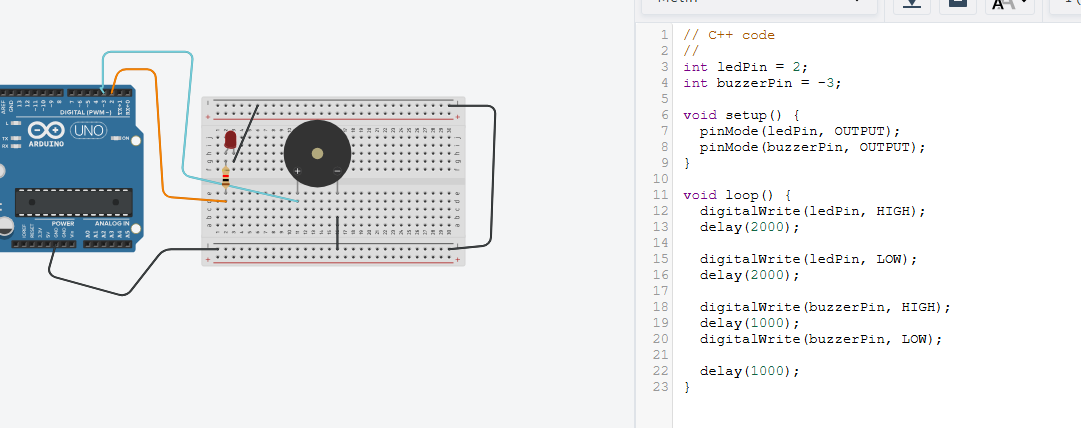 DIGITAL (PWM~)
UNO
ARDUINO
ON
POWER
ANALOG IN
1 // C++ code
2 //
3 int ledPin = 2;
4 int buzzerPin = -3;
5
6 void setup() {
7 pinMode(ledPin, OUTPUT);
8 pinMode(buzzerPin, OUTPUT);
9 }
10
11 void loop() {
12 digitalWrite(ledPin, HIGH);
13 delay(2000);
14
15 digitalWrite(ledPin, LOW);
16 delay(2000);
17
18 digitalWrite(buzzerPin, HIGH);
19 delay(1000);
20 digitalWrite(buzzerPin, LOW);
21
22 delay(1000);
23 }